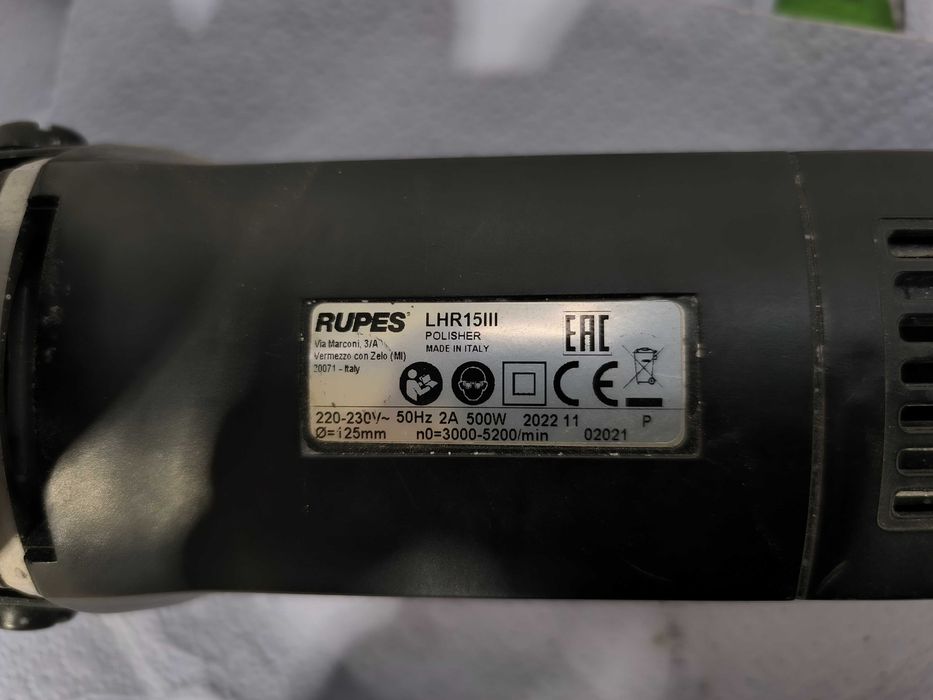 RUPES LHR15III EAC
POLISHER
Via Marconi, 3/A MADE IN ITALY
Vermezzo con Zelo (MI)
20071 - Italy
CE
220-230V~ 50Hz 2A 500W 2022 11 P
Ø=125mm n0=3000-5200/min 02021